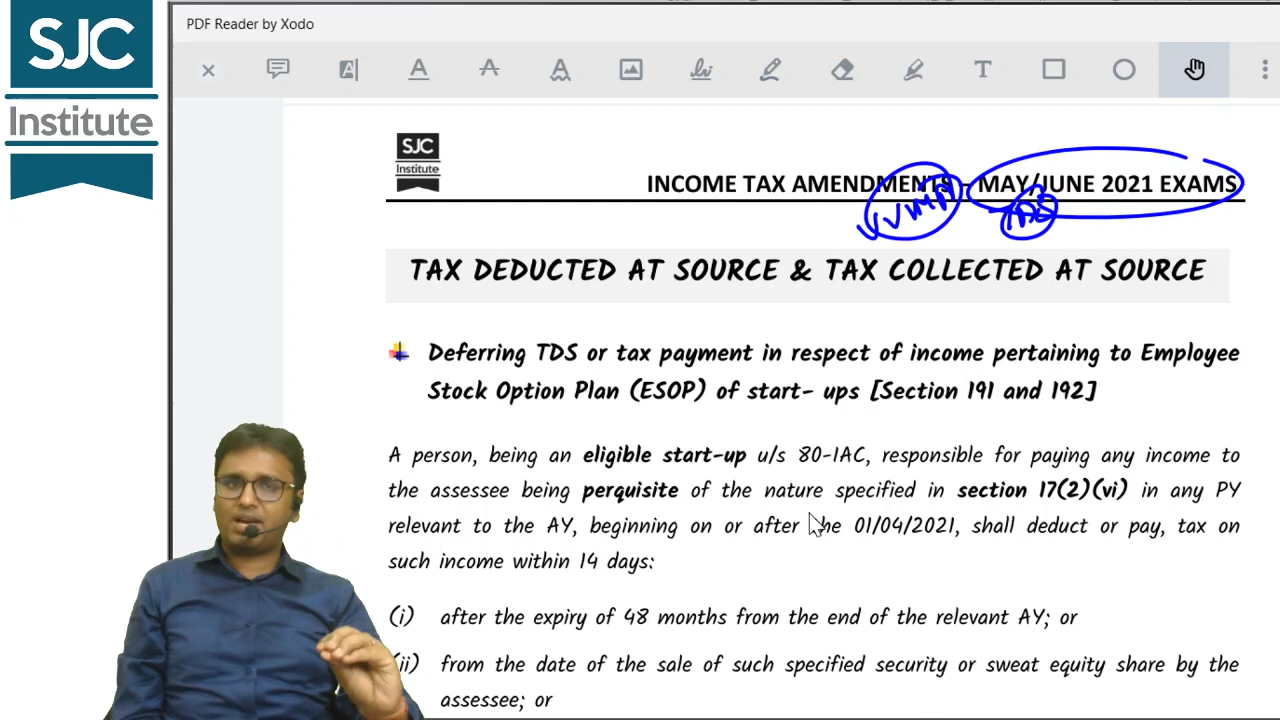 SJC
Institute
PDF Reader by Xodo
SJC
Institute
INCOME TAX AMENDMENTS - MAY/JUNE 2021 EXAMS
TDS
TAX DEDUCTED AT SOURCE & TAX COLLECTED AT SOURCE
Deferring TDS or tax payment in respect of income pertaining to Employee
Stock Option Plan (ESOP) of start- ups [Section 191 and 192]
A person, being an eligible start-up u/s 80-IAC, responsible for paying any income to
the assessee being perquisite of the nature specified in section 17(2)(vi) in any PY
relevant to the AY, beginning on or after the 01/04/2021, shall deduct or pay, tax on
such income within 14 days:
(i) after the expiry of 48 months from the end of the relevant AY; or
(ii) from the date of the sale of such specified security or sweat equity share by the
assessee; or